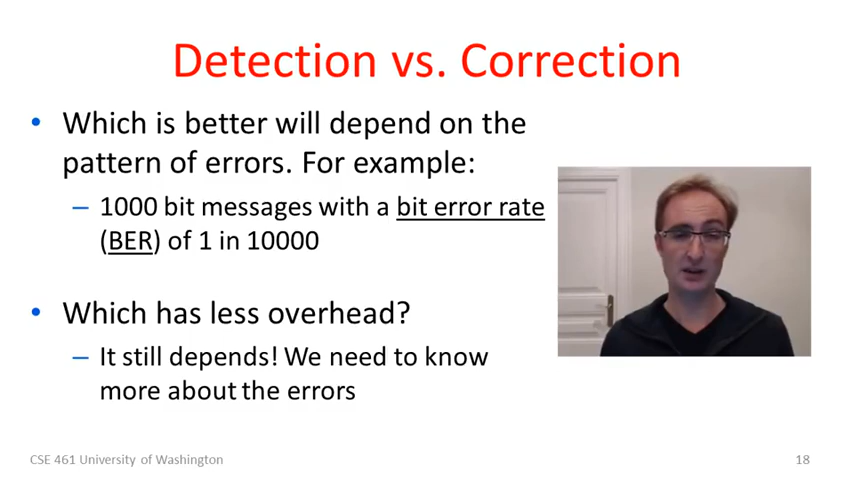 Detection vs. Correction
• Which is better will depend on the
pattern of errors. For example:
– 1000 bit messages with a bit error rate
(BER) of 1 in 10000
• Which has less overhead?
– It still depends! We need to know
more about the errors
CSE 461 University of Washington
18